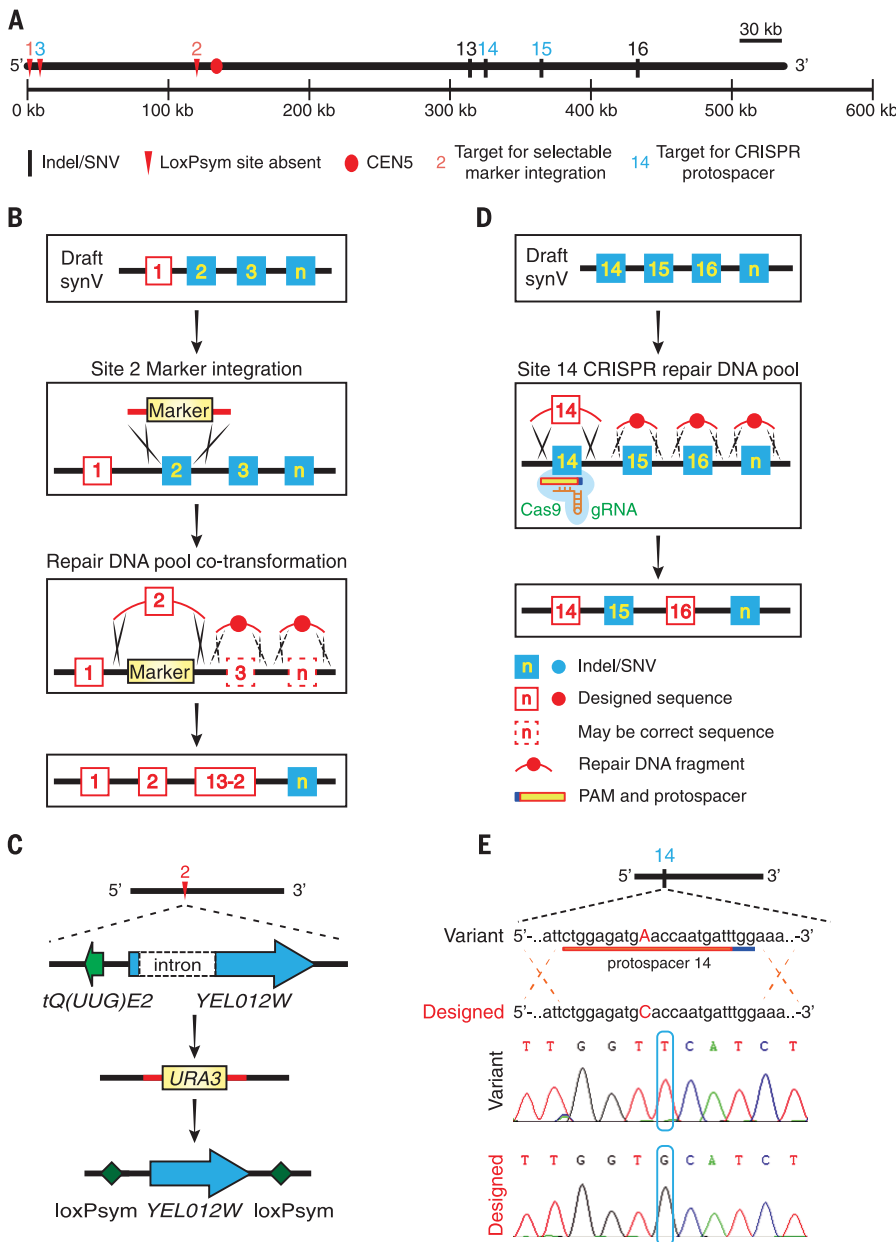 A
30 kb
1 3 2 13 14 15 16
5’ 3’
0 kb 100 kb 200 kb 300 kb 400 kb 500 kb 600 kb
Indel/SNV
LoxPsym site absent
CEN5
2 Target for selectable marker integration
14 Target for CRISPR protospacer
B
Draft synV
1 2 3 n
Site 2 Marker integration
Marker
1 2 3 n
Repair DNA pool co-transformation
2
1 Marker 3 n
1 2 13-2 n
C
2
5’ 3’
intron
tQ(UUG)E2 YEL012W
URA3
loxPsym YEL012W loxPsym
D
Draft synV
14 15 16 n
Site 14 CRISPR repair DNA pool
14
14 15 16 n
Cas9 gRNA
14 15 16 n
n Indel/SNV
n Designed sequence
n May be correct sequence
Repair DNA fragment
PAM and protospacer
E
14
5’ 3’
Variant 5’-..attctggagatgAaccaatgatttggaaa..-3’
protospacer 14
Designed 5’-..attctggagatgCaccaatgatttggaaa..-3’
Variant
T T G G T T C A T C T
Designed
T T G G T G C A T C T